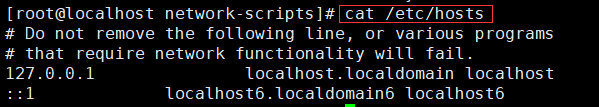 [root@localhost network-scripts]# cat /etc/hosts
# Do not remove the following line, or various programs
# that require network functionality will fail.
127.0.0.1 localhost.localdomain localhost
::1 localhost6.localdomain6 localhost6